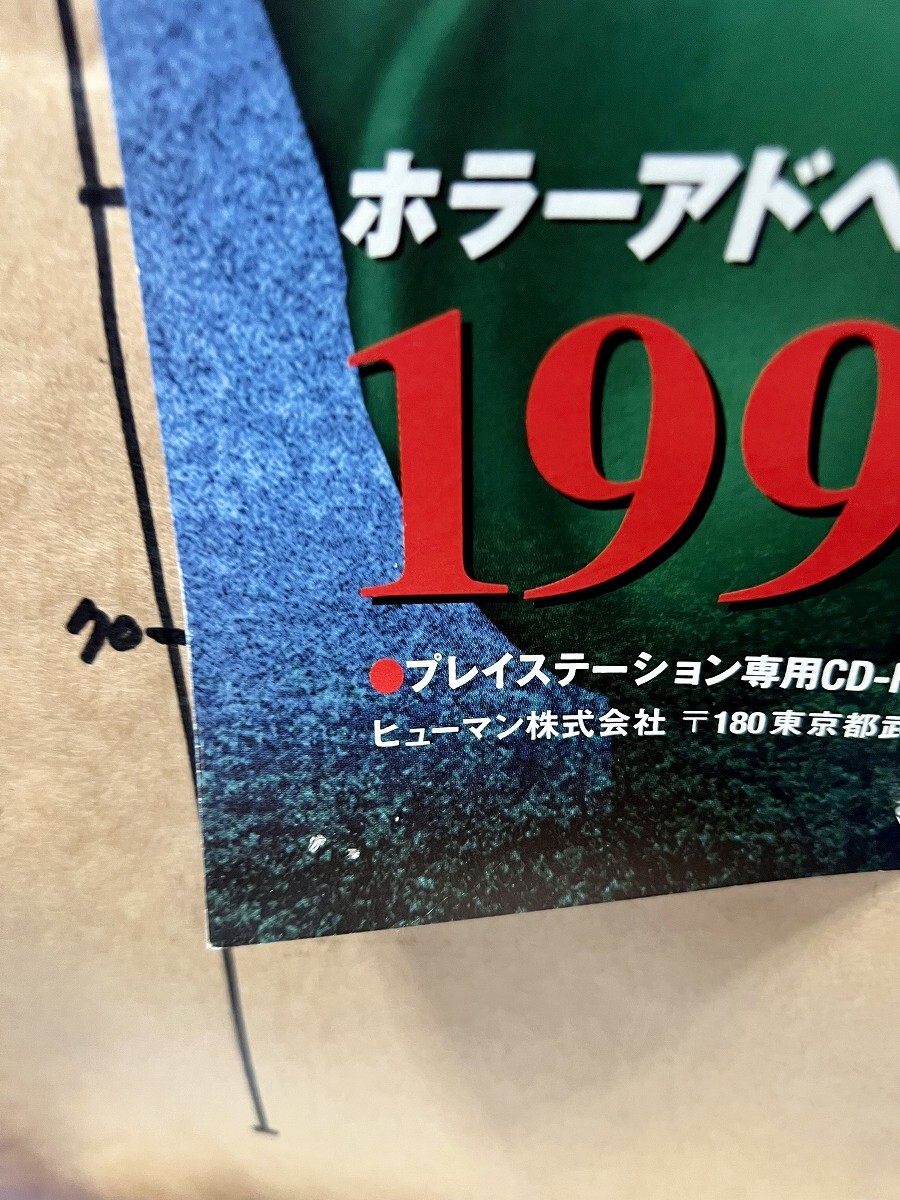 ホラーアドベ
199
70
●プレイステーション専用CD-R
ヒューマン株式会社 〒180東京都武